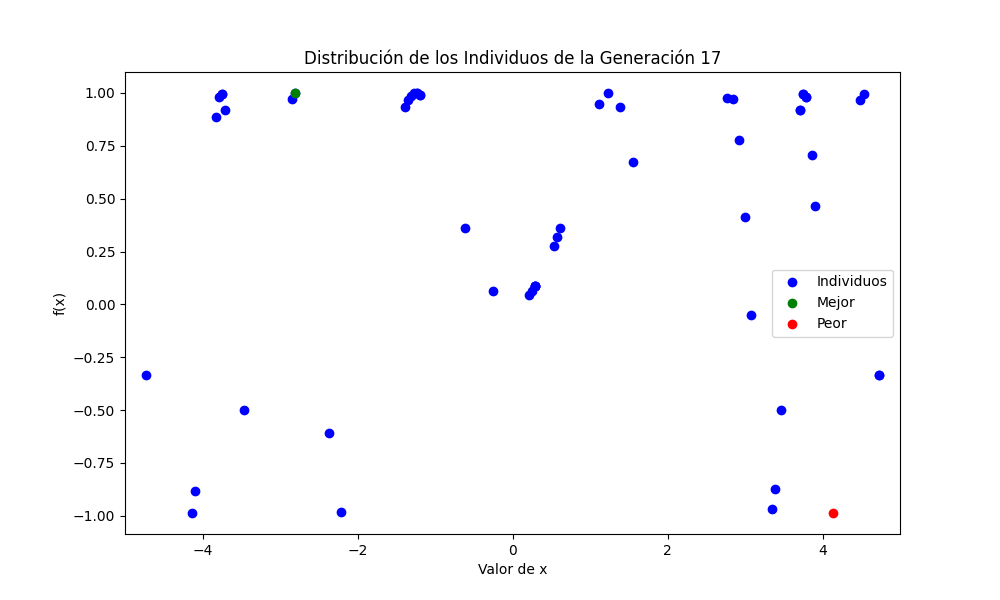 Distribución de los Individuos de la Generación 17
1.00
0.75
0.50
0.25
0.00
−0.25
−0.50
−0.75
−1.00
f(x)
Individuos
Mejor
Peor
−4
−2
0
2
4
Valor de x